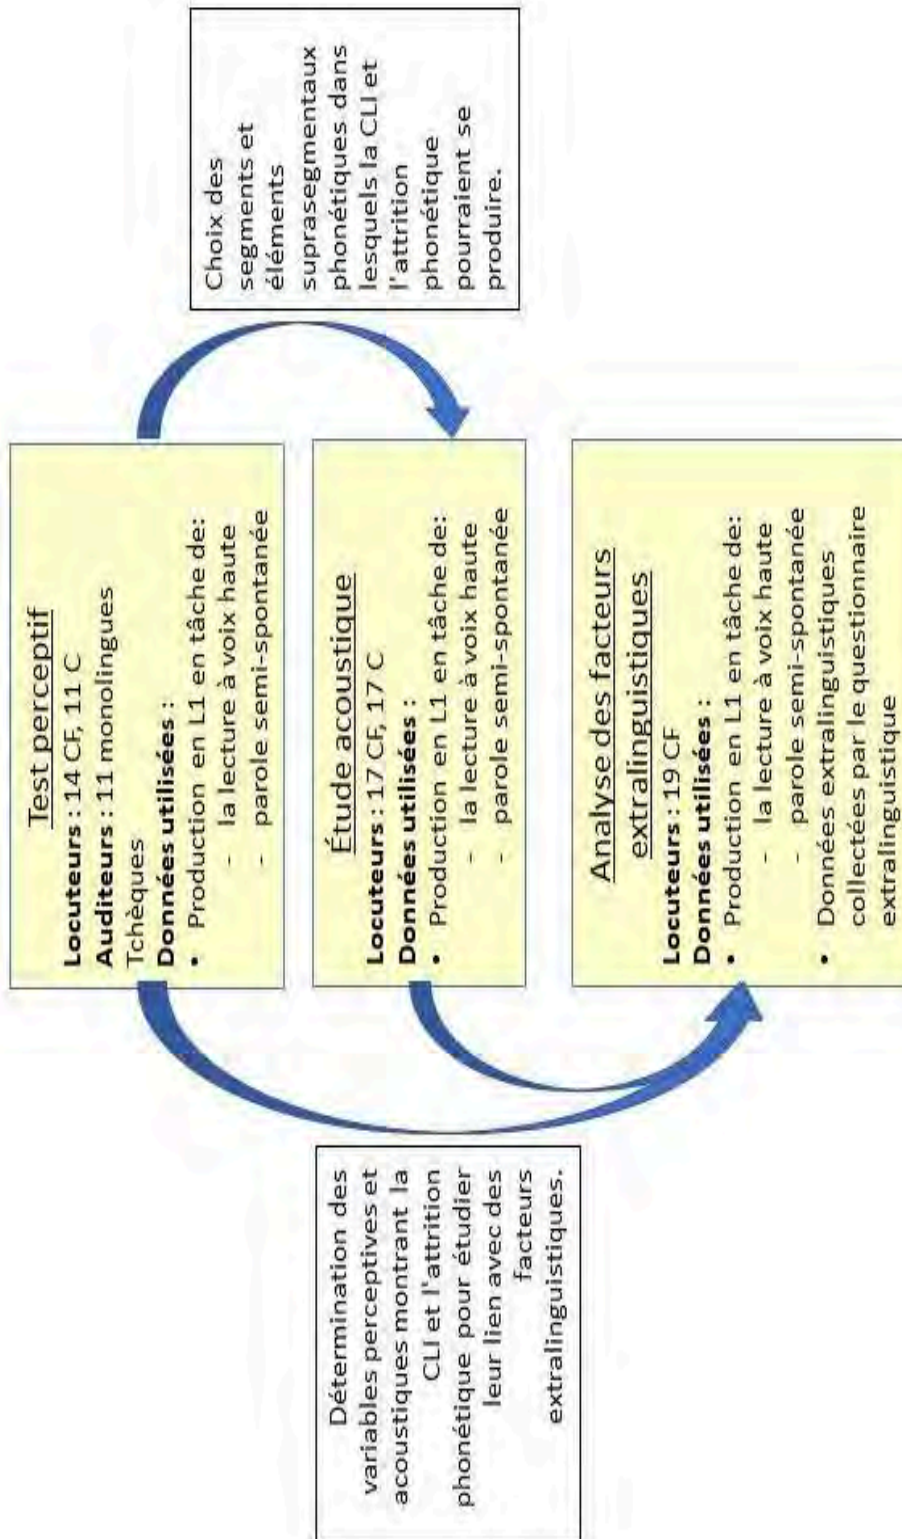 Test perceptif
Locuteurs : 14 CF, 11 C
Auditeurs : 11 monolingues
Tchèques
Données utilisées :
• Production en L1 en tâche de:
- la lecture à voix haute
- parole semi-spontanée
Choix des
segments et
éléments
suprasegmentaux
phonétiques dans
lesquels la CLI et
l'attrition
phonétique
pourraient se
produire.
Étude acoustique
Locuteurs : 17 CF, 17 C
Données utilisées :
• Production en L1 en tâche de:
- la lecture à voix haute
- parole semi-spontanée
Détermination des
variables perceptives et
acoustiques montrant la
CLI et l'attrition
phonétique pour étudier
leur lien avec des
facteurs
extralinguistiques.
Analyse des facteurs
extralinguistiques
Locuteurs : 19 CF
Données utilisées :
• Production en L1 en tâche de:
- la lecture à voix haute
- parole semi-spontanée
• Données extralinguistiques
collectées par le questionnaire
extralinguistique